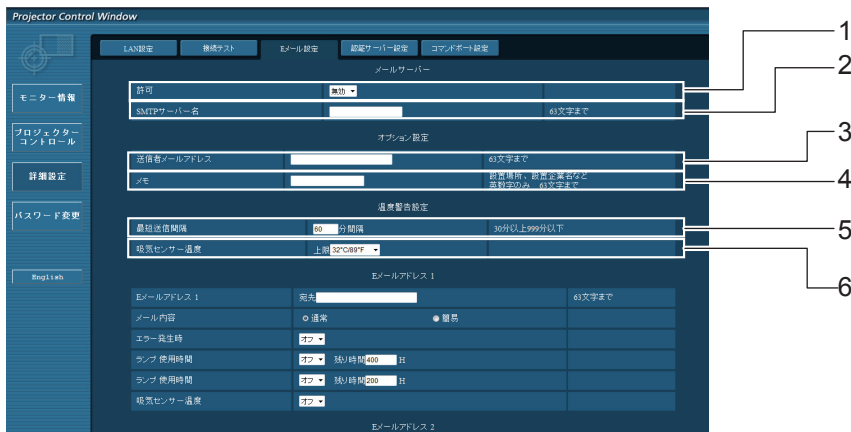 Projector Control Window
LAN設定 接続テスト Eメール設定 認証サーバー設定 コマンドポート設定
メールサーバー
許可 無効
1
SMTPサーバー名 63文字まで
2
オプション設定
送信者メールアドレス 63文字まで
3
メモ 設置場所、設置企業名など
英数字のみ 63文字まで
4
温度警告設定
最短送信間隔 60 分間隔 30分以上999分以下
5
吸気センサー温度 上限 32°C/89°F
6
Eメールアドレス 1
Eメールアドレス 1 宛先 63文字まで
メール内容 通常 簡易
エラー発生時 オフ
ランプ 使用時間 オフ 残り時間 400 H
ランプ 使用時間 オフ 残り時間 200 H
吸気センサー温度 オフ
Eメールアドレス 2
モニター情報
プロジェクター
コントロール
詳細設定
パスワード変更
English